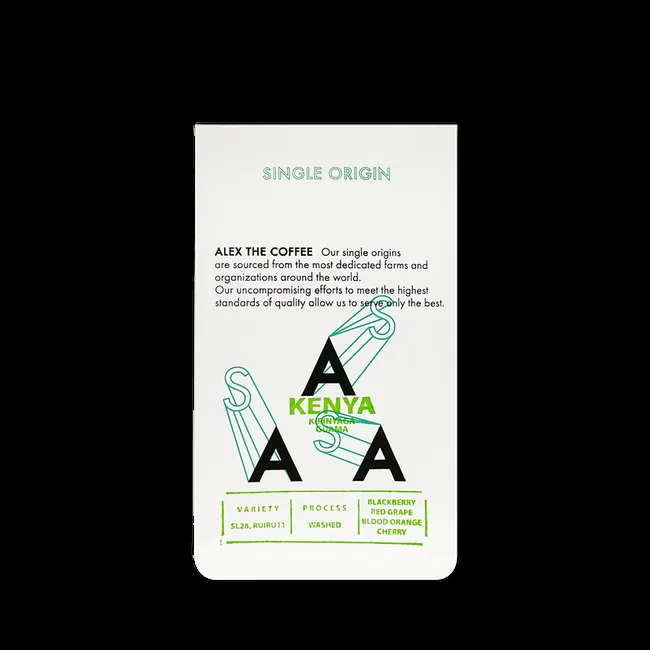 SINGLE ORIGIN
ALEX THE COFFEE Our single origins
are sourced from the most dedicated farms and
organizations around the world.
Our uncompromising efforts to meet the highest
standards of quality allow us to serve only the best.
S
A
KENYA
KIRINYAGA
GUAMA
S
S
A
A
VARIETY
SL28, RUIRU11
PROCESS
WASHED
BLACKBERRY
RED GRAPE
BLOOD ORANGE
CHERRY